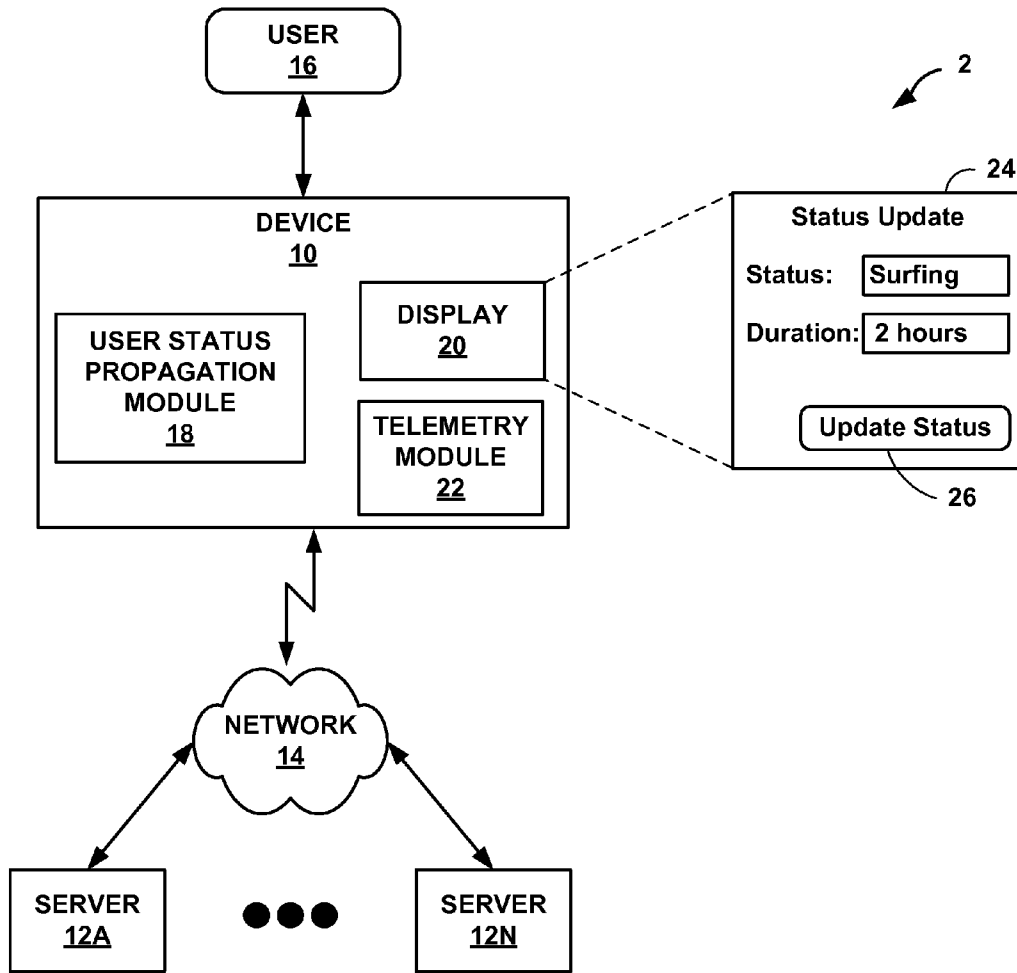 USER
16
2
DEVICE
10
USER STATUS
PROPAGATION
MODULE
18
DISPLAY
20
TELEMETRY
MODULE
22
24
Status Update
Status: Surfing
Duration: 2 hours
Update Status
26
NETWORK
14
SERVER
12A
SERVER
12N